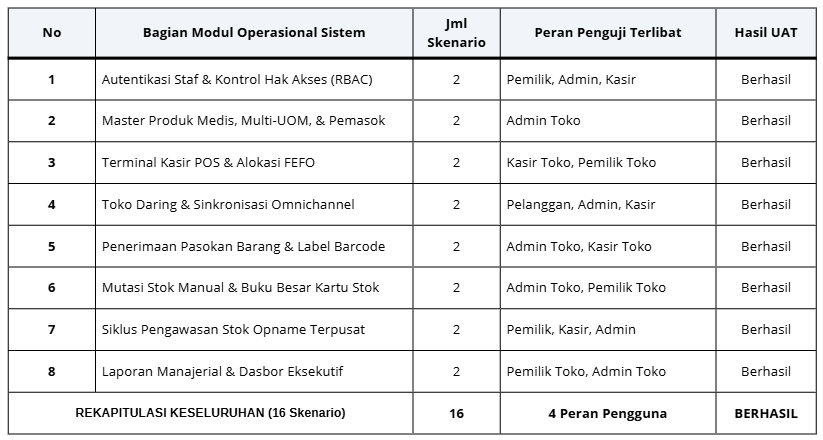 No Bagian Modul Operasional Sistem Jml Skenario Peran Penguji Terlibat Hasil UAT
1 Autentikasi Staf & Kontrol Hak Akses (RBAC) 2 Pemilik, Admin, Kasir Berhasil
2 Master Produk Medis, Multi-UOM, & Pemasok 2 Admin Toko Berhasil
3 Terminal Kasir POS & Alokasi FEFO 2 Kasir Toko, Pemilik Toko Berhasil
4 Toko Daring & Sinkronisasi Omnichannel 2 Pelanggan, Admin, Kasir Berhasil
5 Penerimaan Pasokan Barang & Label Barcode 2 Admin Toko, Kasir Toko Berhasil
6 Mutasi Stok Manual & Buku Besar Kartu Stok 2 Admin Toko, Pemilik Toko Berhasil
7 Siklus Pengawasan Stok Opname Terpusat 2 Pemilik, Kasir, Admin Berhasil
8 Laporan Manajerial & Dasbor Eksekutif 2 Pemilik Toko, Admin Toko Berhasil
REKAPITULASI KESELURUHAN (16 Skenario) 16 4 Peran Pengguna BERHASIL